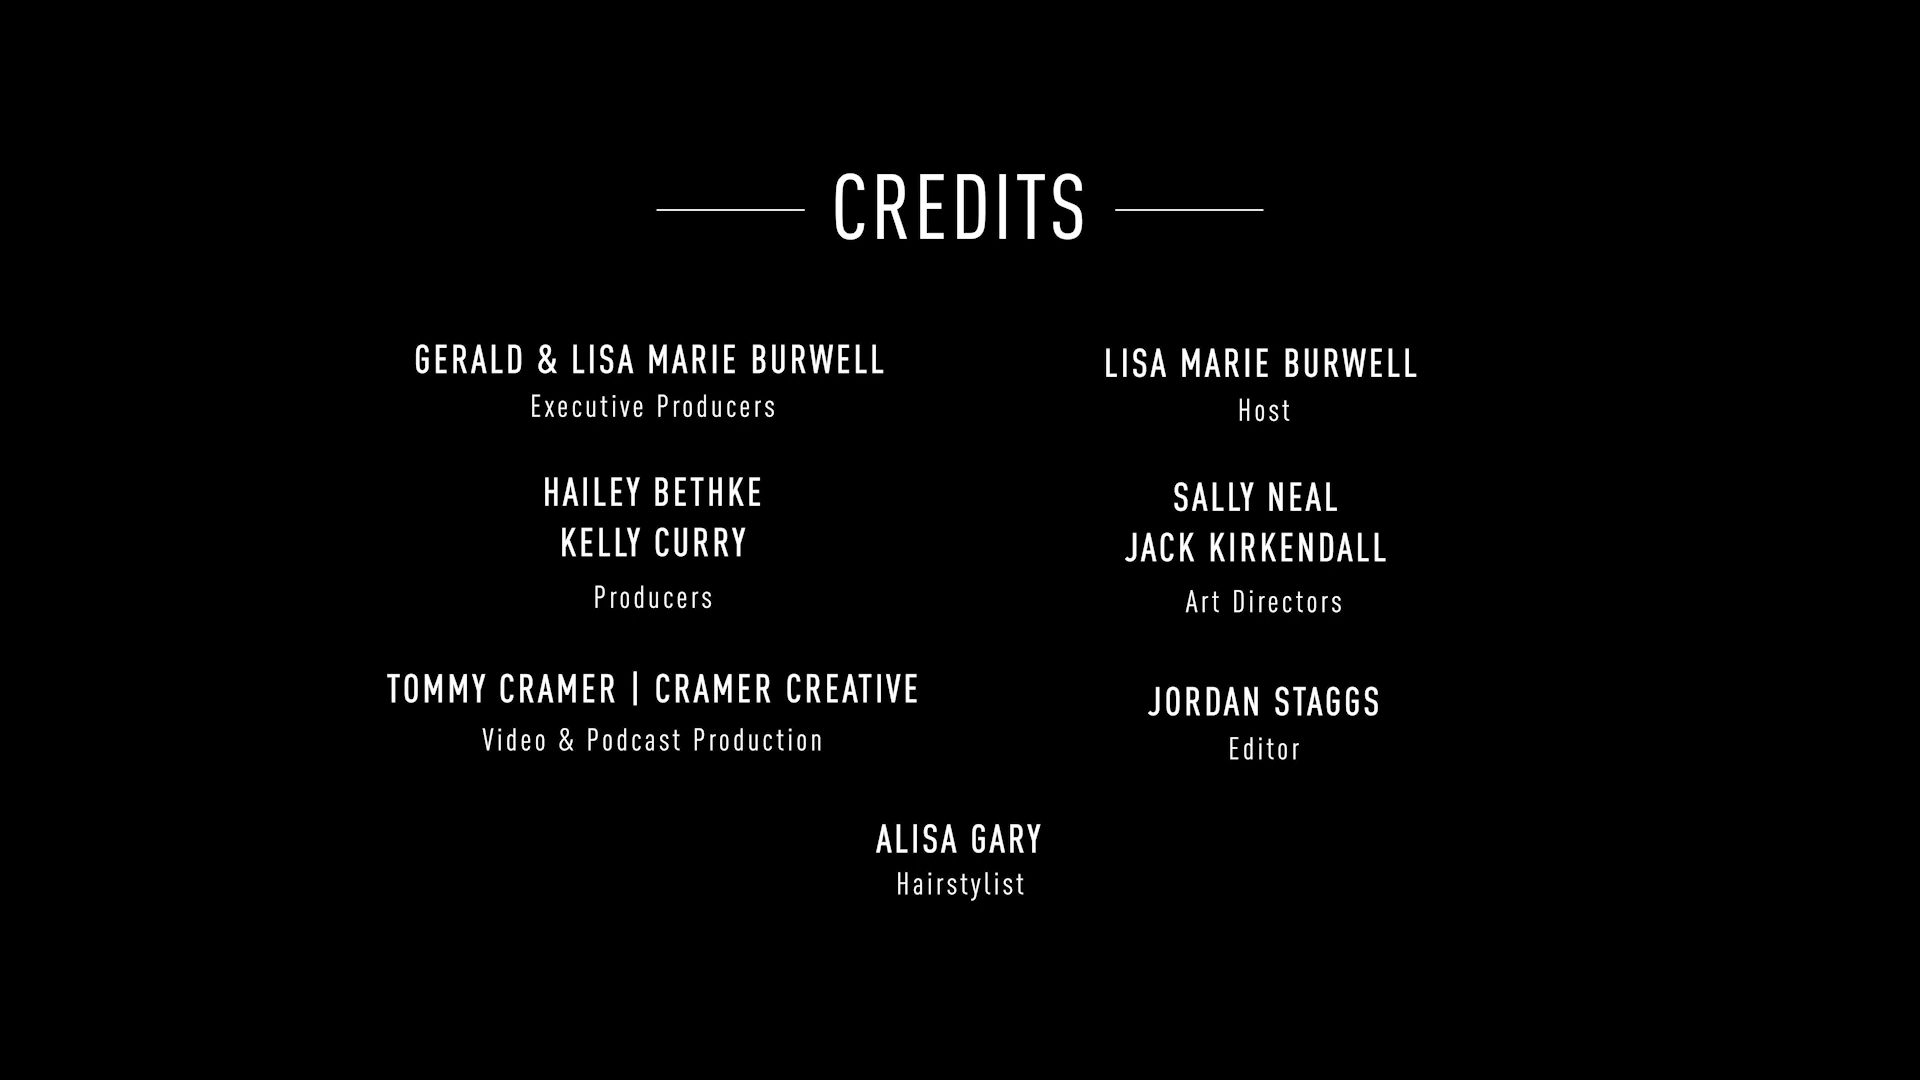 CREDITS
GERALD & LISA MARIE BURWELL
Executive Producers
HAILEY BETHKE
KELLY CURRY
Producers
TOMMY CRAMER | CRAMER CREATIVE
Video & Podcast Production
LISA MARIE BURWELL
Host
SALLY NEAL
JACK KIRKENDALL
Art Directors
JORDAN STAGGS
Editor
ALISA GARY
Hairstylist